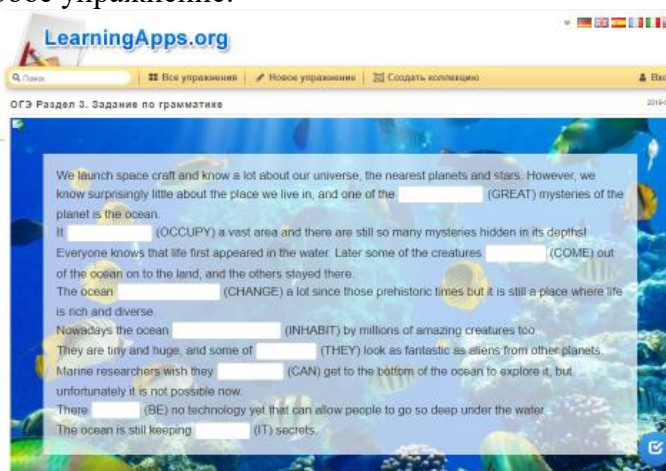 упражнение.
LearningApps.org
Поиск Все упражнения Новое упражнение Создать коллекцию
ОГЭ Раздел 3. Задание по грамматике
We launch space craft and know a lot about our universe, the nearest planets and stars. However, we
know surprisingly little about the place we live in, and one of the (GREAT) mysteries of the
planet is the ocean.
It (OCCUPY) a vast area and there are still so many mysteries hidden in its depths!
Everyone knows that life first appeared in the water. Later some of the creatures (COME) out
of the ocean on to the land, and the others stayed there.
The ocean (CHANGE) a lot since those prehistoric times but it is still a place where life
is rich and diverse.
Nowadays the ocean (INHABIT) by millions of amazing creatures too
They are tiny and huge, and some of (THEY) look as fantastic as aliens from other planets.
Marine researchers wish they (CAN) get to the bottom of the ocean to explore it, but
unfortunately it is not possible now.
There (BE) no technology yet that can allow people to go so deep under the water
The ocean is still keeping (IT) secrets.